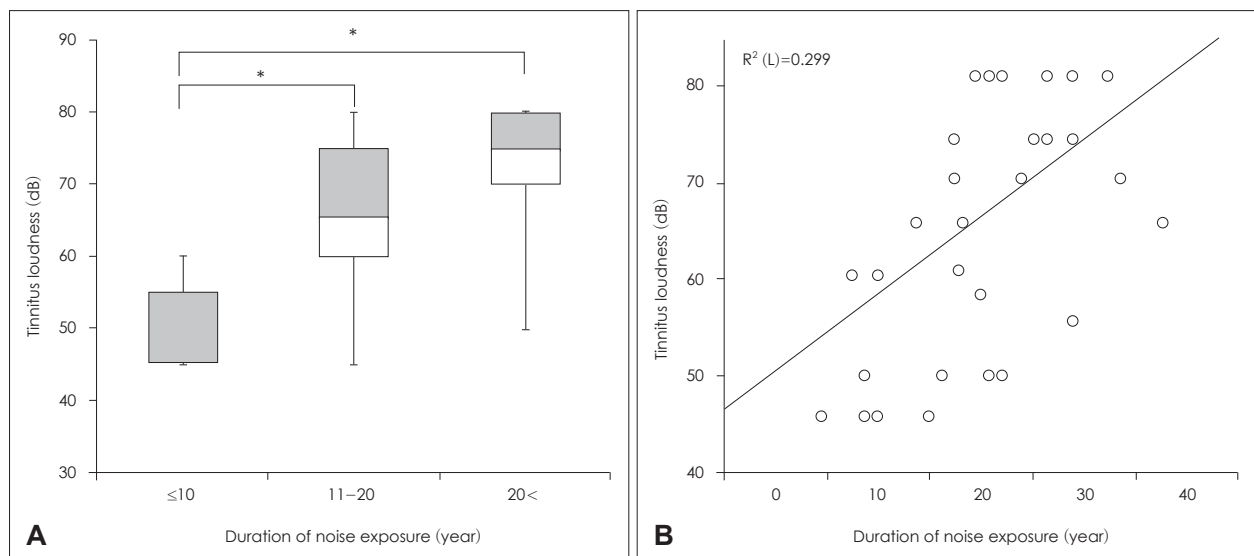 90
80
70
60
50
40
30
Tinnitus loudness (dB)
*
*
≤10 11–20 20<
Duration of noise exposure (year)
A
R² (L)=0.299
80
70
60
50
40
Tinnitus loudness (dB)
0 10 20 30 40
Duration of noise exposure (year)
B